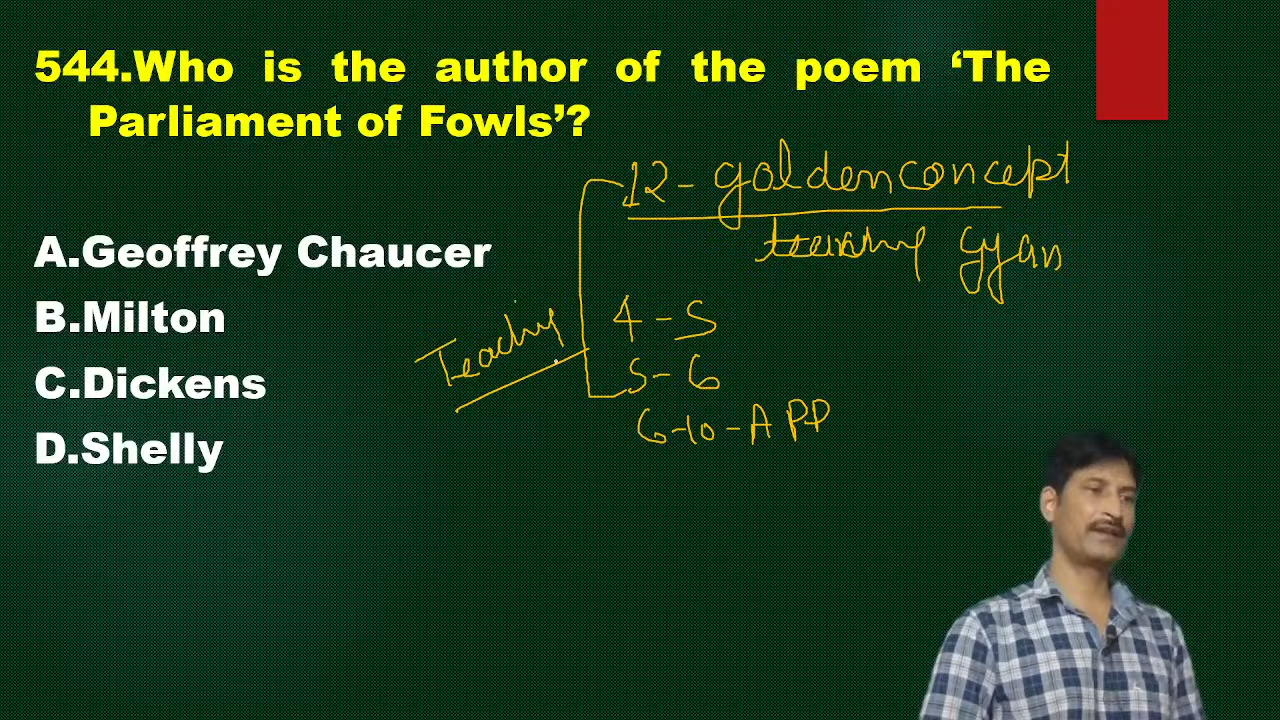 544.Who is the author of the poem ‘The
Parliament of Fowls’?
12-goldenconcept
gyan
A.Geoffrey Chaucer
B.Milton
C.Dickens
D.Shelly
Teaching
4-5
5-6
6-10-APP